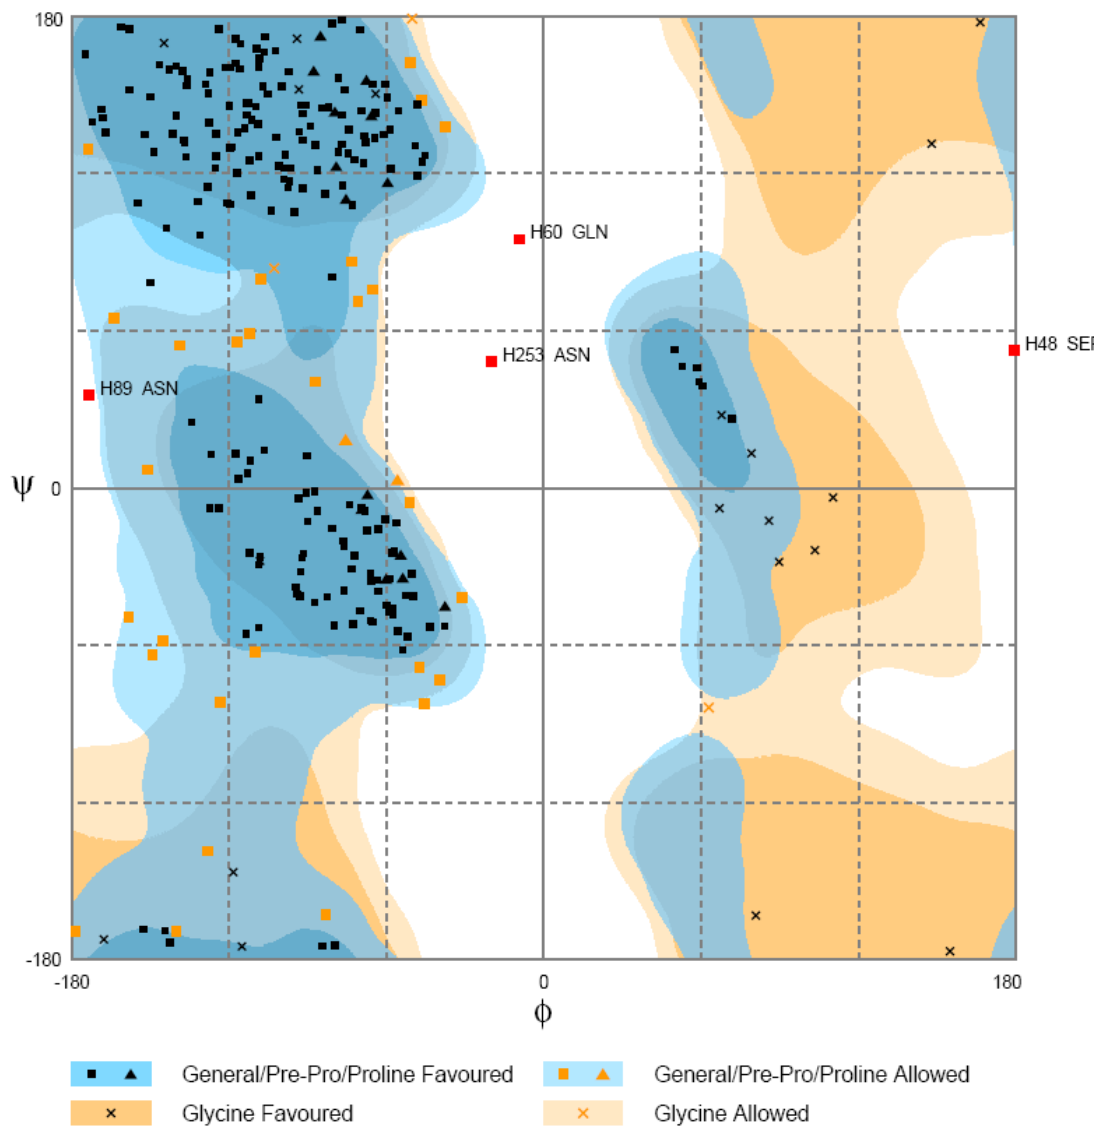 180
H60 GLN
H253 ASN
H48 SER
H89 ASN
ψ
0
-180
-180
0
180
ϕ
General/Pre-Pro/Proline Favoured
General/Pre-Pro/Proline Allowed
Glycine Favoured
Glycine Allowed